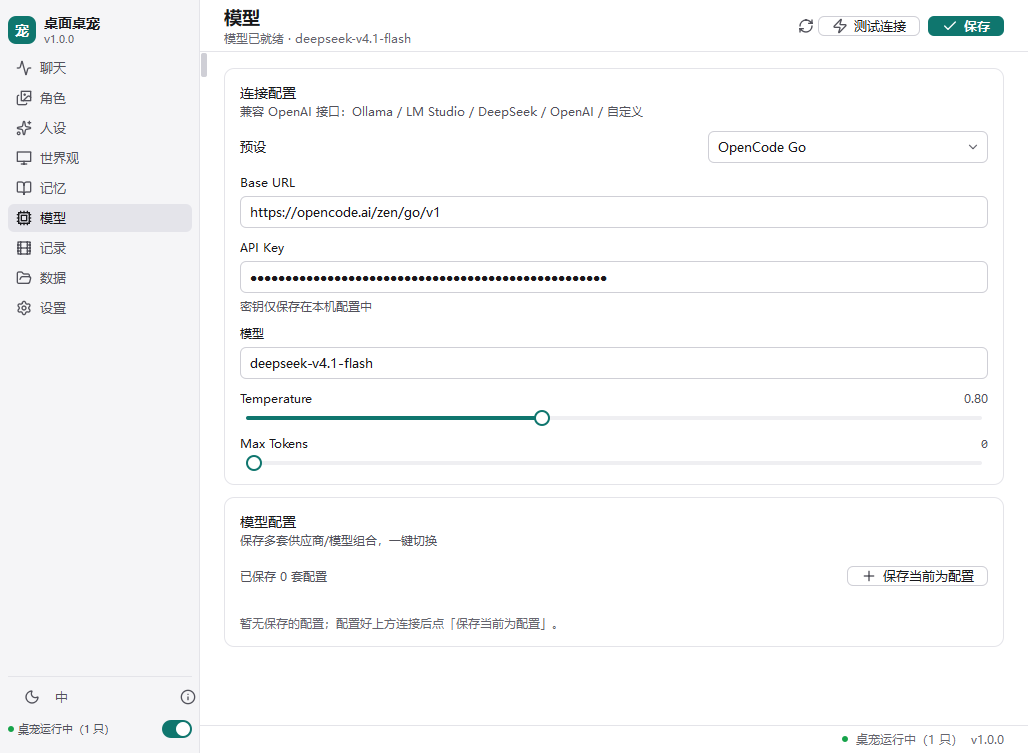 宠
桌面桌宠
v1.0.0
聊天
角色
人设
世界观
记忆
模型
记录
数据
设置
中
桌宠运行中（1 只）
模型
模型已就绪 · deepseek-v4.1-flash
测试连接
保存
连接配置
兼容 OpenAI 接口：Ollama / LM Studio / DeepSeek / OpenAI / 自定义
预设
OpenCode Go
Base URL
https://opencode.ai/zen/go/v1
API Key
密钥仅保存在本机配置中
模型
deepseek-v4.1-flash
Temperature
0.80
Max Tokens
0
模型配置
保存多套供应商/模型组合，一键切换
已保存 0 套配置
保存当前为配置
暂无保存的配置；配置好上方连接后点「保存当前为配置」。
桌宠运行中（1 只）
v1.0.0